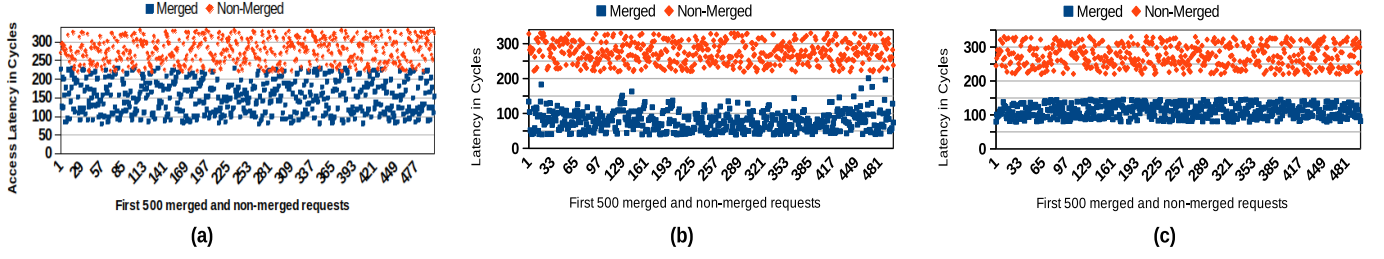 Merged Non-Merged
Access Latency in Cycles
300
250
200
150
100
50
0
1 29 57 85 113 141 169 197 225 253 281 309 337 365 393 421 449 477
First 500 merged and non-merged requests
(a)
Merged Non-Merged
Latency in Cycles
300
200
100
0
1 33 65 97 129 161 193 225 257 289 321 353 385 417 449 481
First 500 merged and non-merged requests
(b)
Merged Non-Merged
Latency in Cycles
300
200
100
0
1 33 65 97 129 161 193 225 257 289 321 353 385 417 449 481
First 500 merged and non-merged requests
(c)